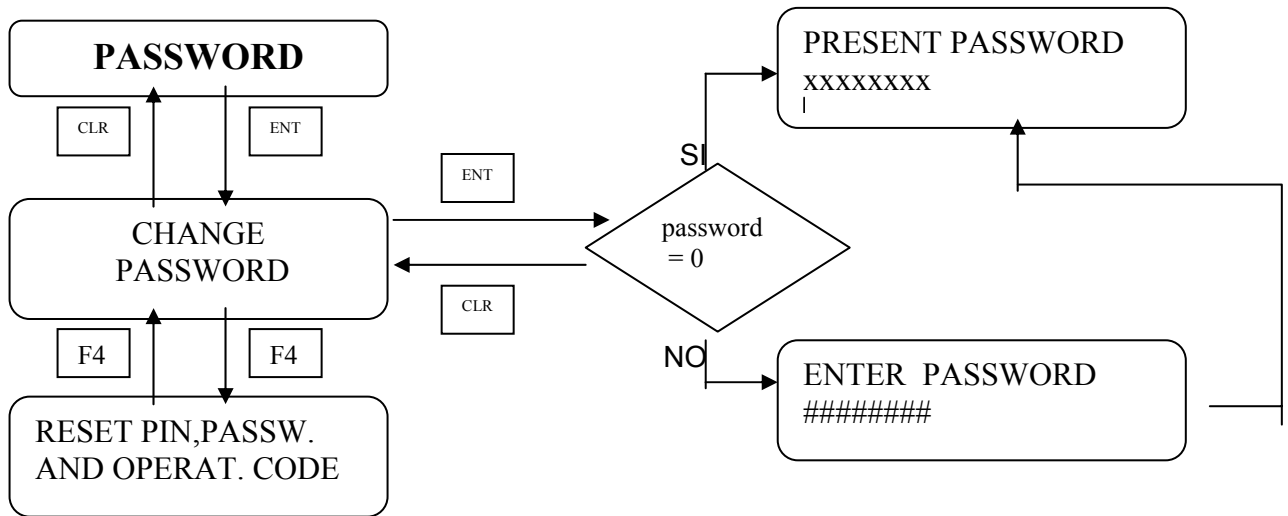 PASSWORD
CLR
ENT
CHANGE
PASSWORD
F4
F4
RESET PIN,PASSW.
AND OPERAT. CODE
ENT
CLR
SI
password
= 0
NO
PRESENT PASSWORD
xxxxxxxx
ENTER PASSWORD
########